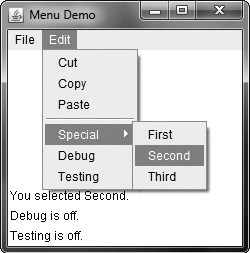 Menu Demo
File Edit
Cut
Copy
Paste
Special First
Debug Second
Testing Third
You selected Second.
Debug is off.
Testing is off.